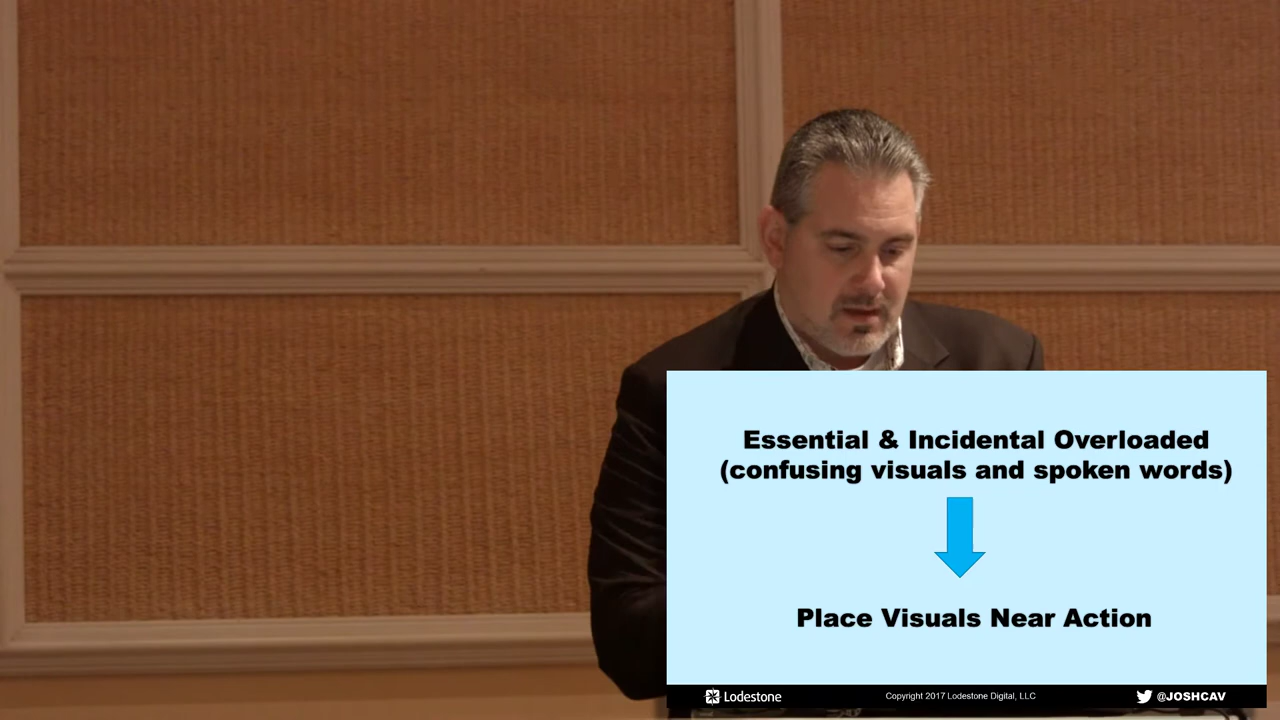 Essential & Incidental Overloaded
(confusing visuals and spoken words)
Place Visuals Near Action
Lodestone
Copyright 2017 Lodestone Digital, LLC
@JOSHCAV